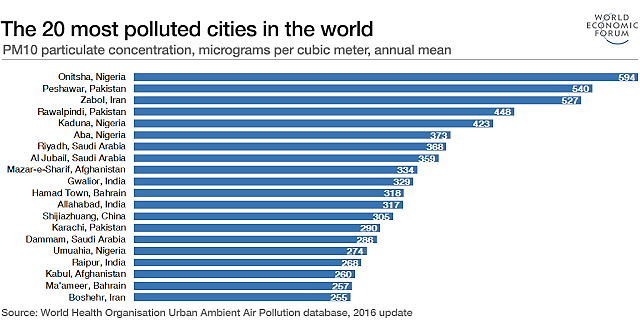 The 20 most polluted cities in the world
WORLD
ECONOMIC
FORUM
PM10 particulate concentration, micrograms per cubic meter, annual mean
Onitsha, Nigeria 594
Peshawar, Pakistan 540
Zabol, Iran 527
Rawalpindi, Pakistan 448
Kaduna, Nigeria 423
Aba, Nigeria 373
Riyadh, Saudi Arabia 368
Al Jubail, Saudi Arabia 359
Mazar-e-Sharif, Afghanistan 334
Gwalior, India 329
Hamad Town, Bahrain 318
Allahabad, India 317
Shijiazhuang, China 305
Karachi, Pakistan 290
Dammam, Saudi Arabia 286
Umuahia, Nigeria 274
Raipur, India 268
Kabul, Afghanistan 260
Ma'ameer, Bahrain 257
Boshehr, Iran 255
Source: World Health Organisation Urban Ambient Air Pollution database, 2016 update